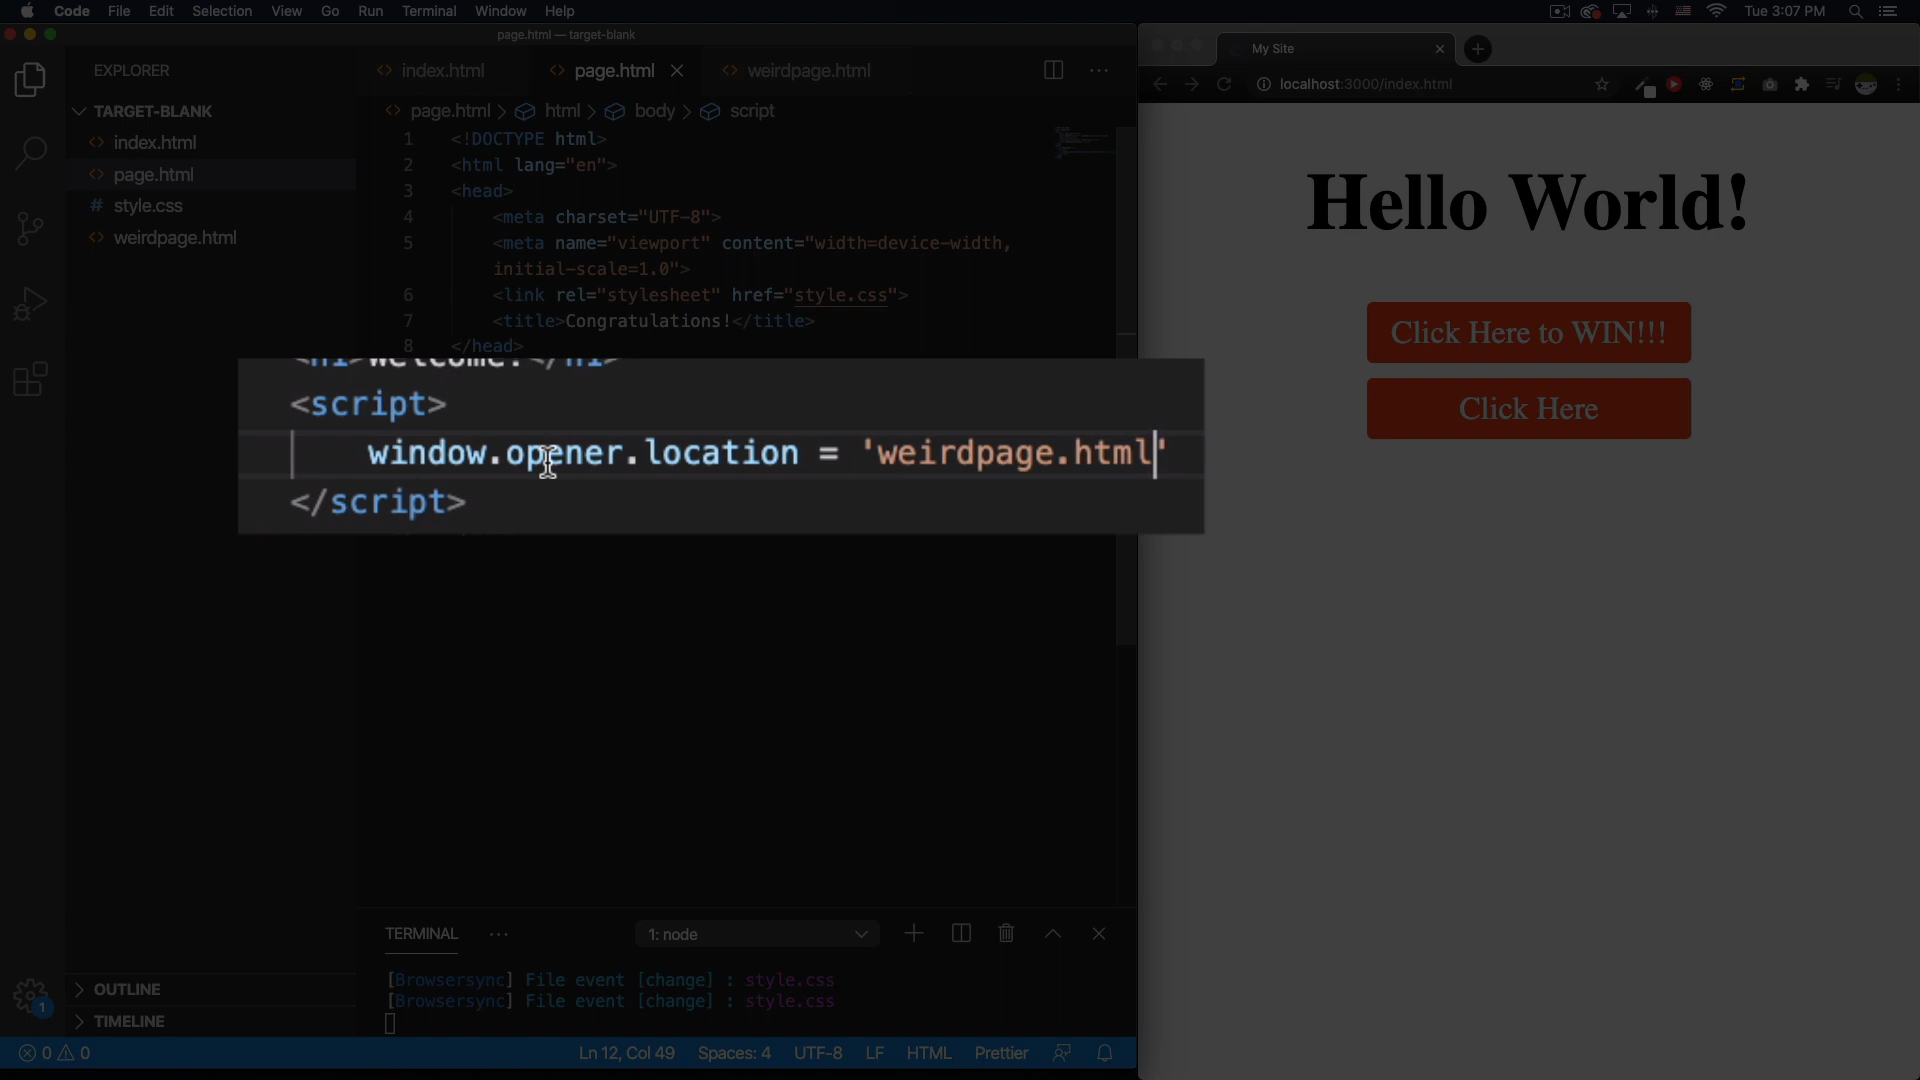 Code File Edit Selection View Go Run Terminal Window Help
Tue 3:07 PM
page.html — target-blank
EXPLORER
TARGET-BLANK
index.html
page.html
style.css
weirdpage.html
OUTLINE
TIMELINE
index.html
page.html
weirdpage.html
page.html > html > body > script
1 <!DOCTYPE html>
2 <html lang="en">
3 <head>
4 <meta charset="UTF-8">
5 <meta name="viewport" content="width=device-width,
initial-scale=1.0">
6 <link rel="stylesheet" href="style.css">
7 <title>Congratulations!</title>
8 </head>
<h1>Welcome!</h1>
<script>
window.opener.location = 'weirdpage.html'
</script>
TERMINAL
1: node
[Browsersync] File event [change] : style.css
[Browsersync] File event [change] : style.css
1
0 0
Ln 12, Col 49 Spaces: 4 UTF-8 LF HTML Prettier
My Site
localhost:3000/index.html
Hello World!
Click Here to WIN!!!
Click Here